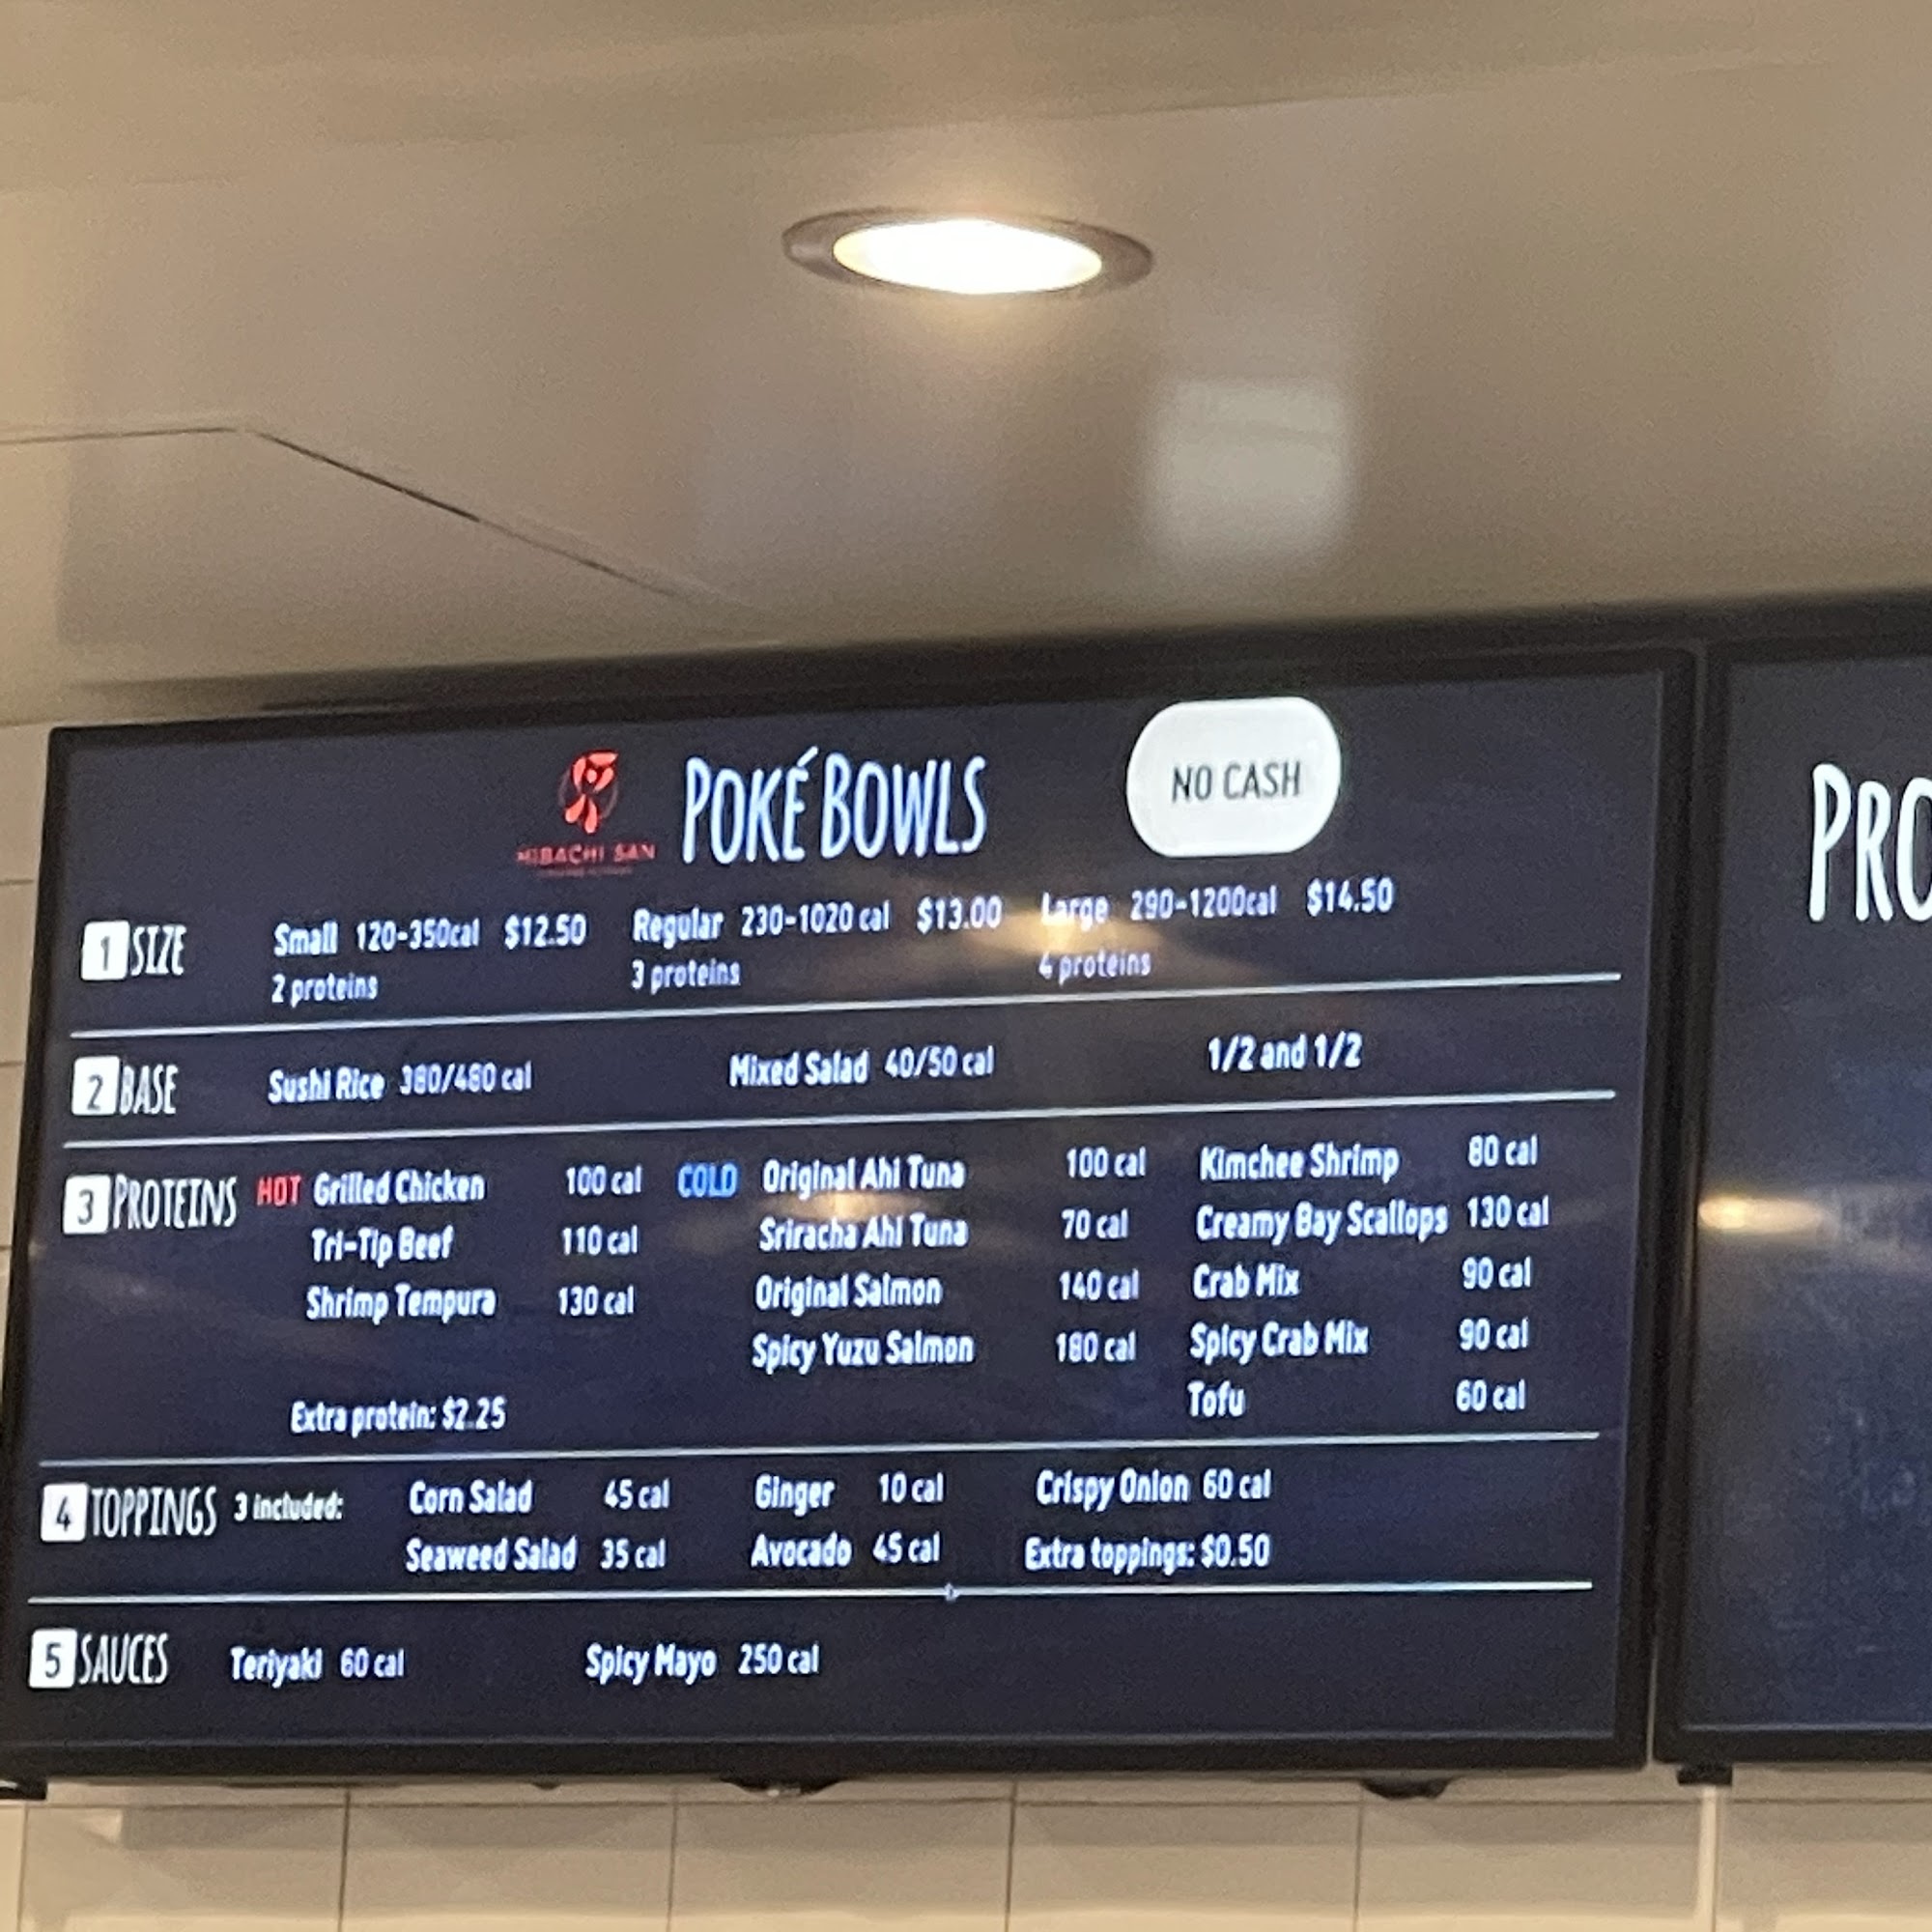 HIBACHI SAN
POKÉ BOWLS
NO CASH
PRO
1 SIZE
Small 120-350cal $12.50 Regular 230-1020 cal $13.00 Large 290-1200cal $14.50
2 proteins 3 proteins 4 proteins
2 BASE Sushi Rice 380/480 cal Mixed Salad 40/50 cal 1/2 and 1/2
3 PROTEINS HOT Grilled Chicken 100 cal COLD Original Ahi Tuna 100 cal Kimchee Shrimp 80 cal
Tri-Tip Beef 110 cal Sriracha Ahi Tuna 70 cal Creamy Bay Scallops 130 cal
Shrimp Tempura 130 cal Original Salmon 140 cal Crab Mix 90 cal
Spicy Yuzu Salmon 180 cal Spicy Crab Mix 90 cal
Tofu 60 cal
Extra protein: $2.25
4 TOPPINGS 3 included: Corn Salad 45 cal Ginger 10 cal Crispy Onion 60 cal
Seaweed Salad 35 cal Avocado 45 cal Extra toppings: $0.50
5 SAUCES Teriyaki 60 cal Spicy Mayo 250 cal